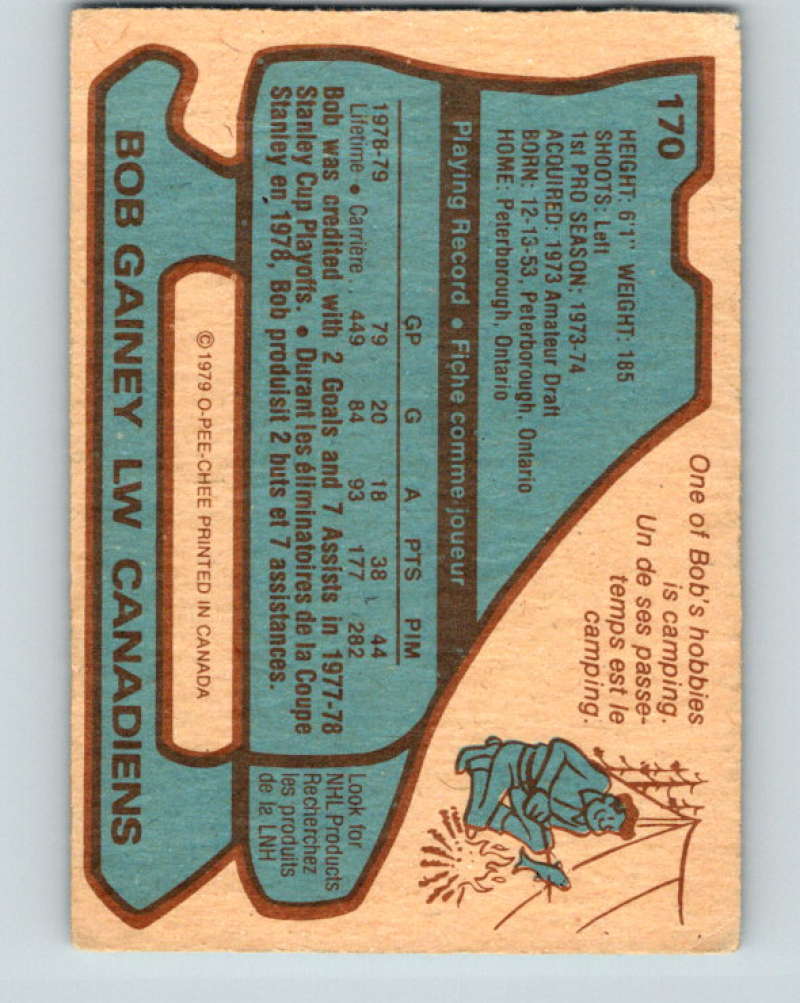 170
HEIGHT: 6'1" WEIGHT: 185
SHOOTS: Left
1st PRO SEASON: 1973-74
ACQUIRED: 1973 Amateur Draft
BORN: 12-13-53, Peterborough, Ontario
HOME: Peterborough, Ontario
One of Bob's hobbies
is camping.
Un de ses passe-
temps est le
camping.
Playing Record • Fiche comme joueur
GP G A PTS PIM
1978-79 79 20 18 38 44
Lifetime • Carrière . . 449 84 93 177 282
Bob was credited with 2 Goals and 7 Assists in 1977-78
Stanley Cup Playoffs. • Durant les éliminatoires de la Coupe
Stanley en 1978, Bob produisit 2 buts et 7 assistances.
Look for
NHL Products
Recherchez
les produits
de la LNH
©1979 O-PEE-CHEE PRINTED IN CANADA
BOB GAINEY LW CANADIENS